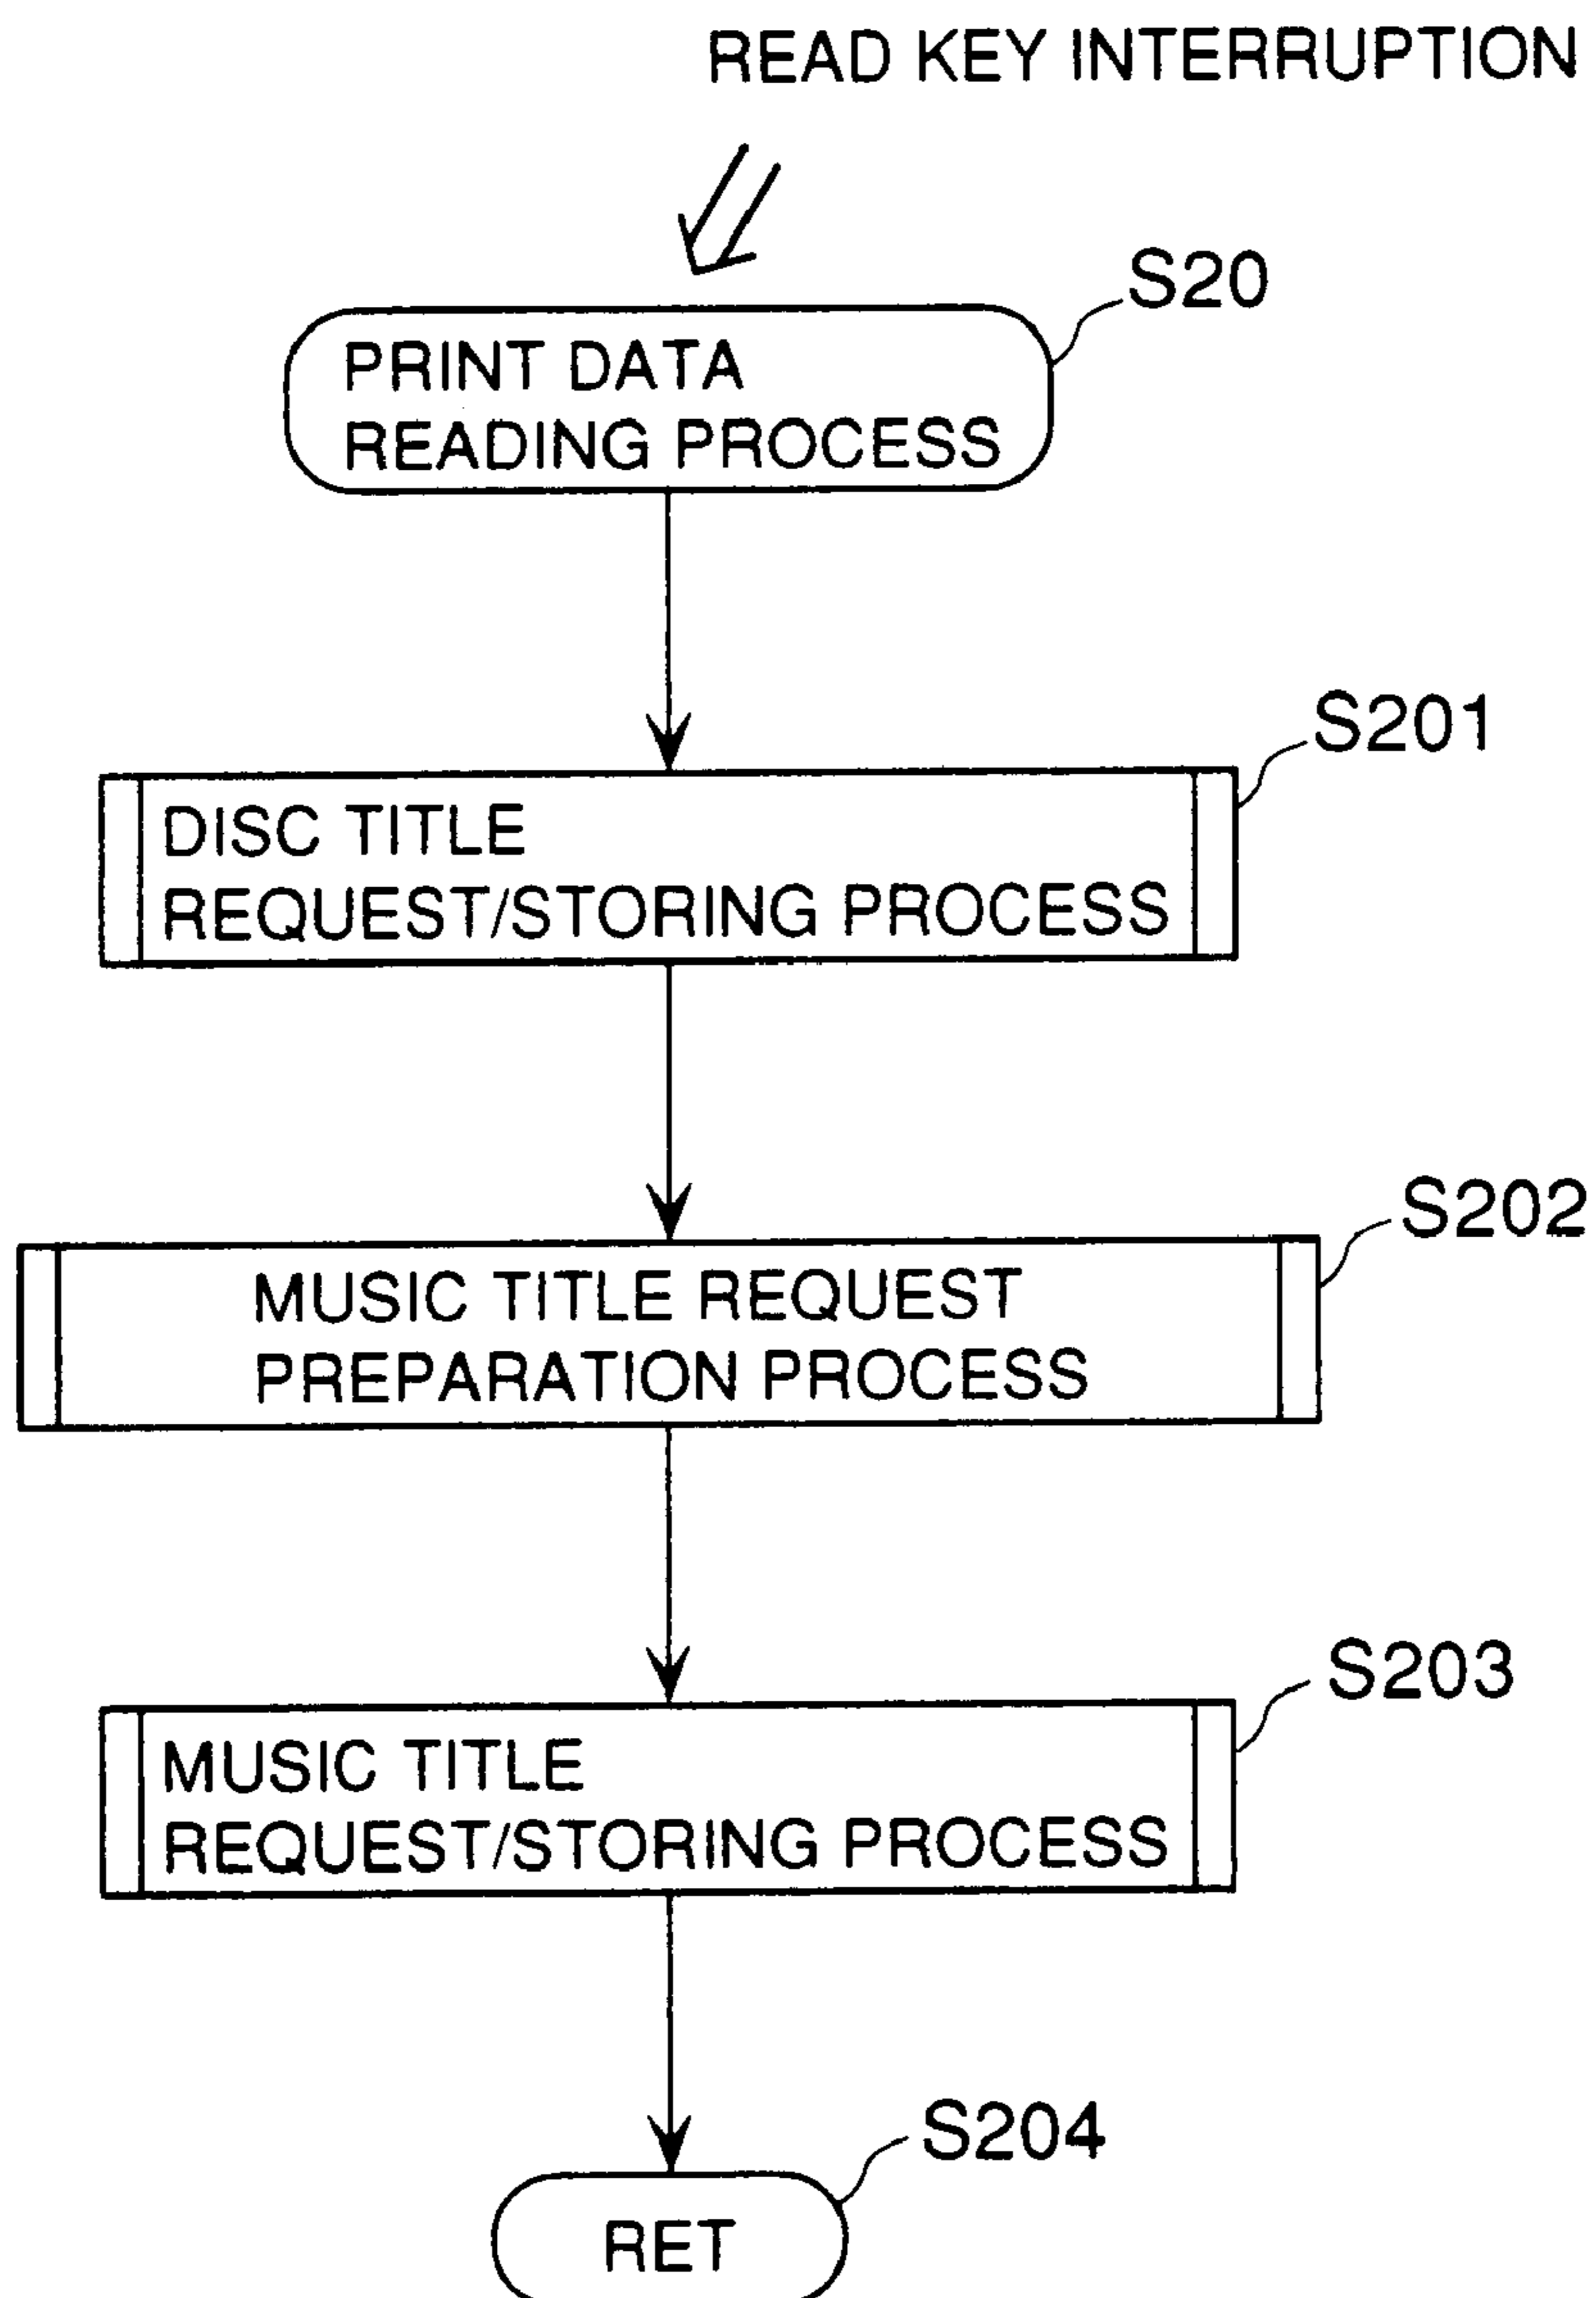 READ KEY INTERRUPTION
S20
PRINT DATA
READING PROCESS
S201
DISC TITLE
REQUEST/STORING PROCESS
S202
MUSIC TITLE REQUEST
PREPARATION PROCESS
S203
MUSIC TITLE
REQUEST/STORING PROCESS
S204
RET